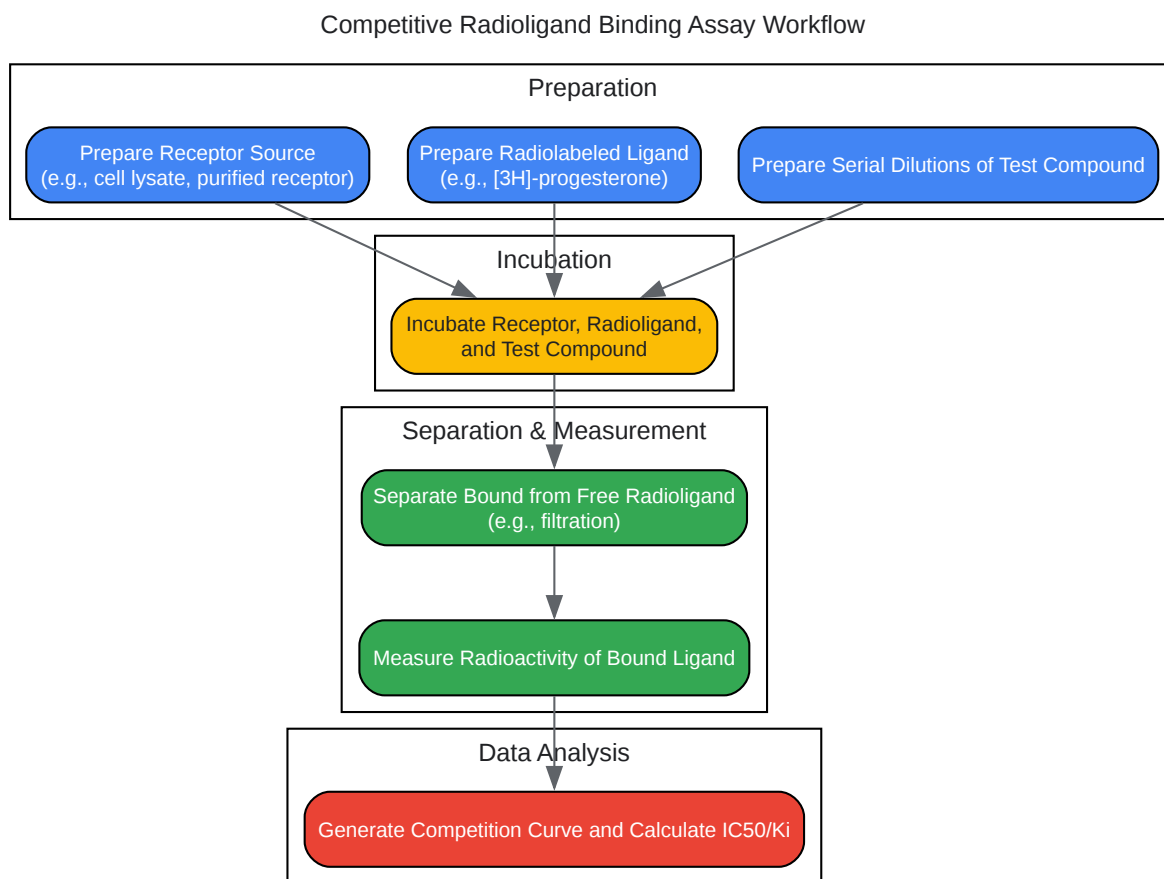 Competitive Radioligand Binding Assay Workflow
Preparation
Prepare Receptor Source
(e.g., cell lysate, purified receptor)
Prepare Radiolabeled Ligand
(e.g., [3H]-progesterone)
Prepare Serial Dilutions of Test Compound
Incubation
Incubate Receptor, Radioligand,
and Test Compound
Separation & Measurement
Separate Bound from Free Radioligand
(e.g., filtration)
Measure Radioactivity of Bound Ligand
Data Analysis
Generate Competition Curve and Calculate IC50/Ki